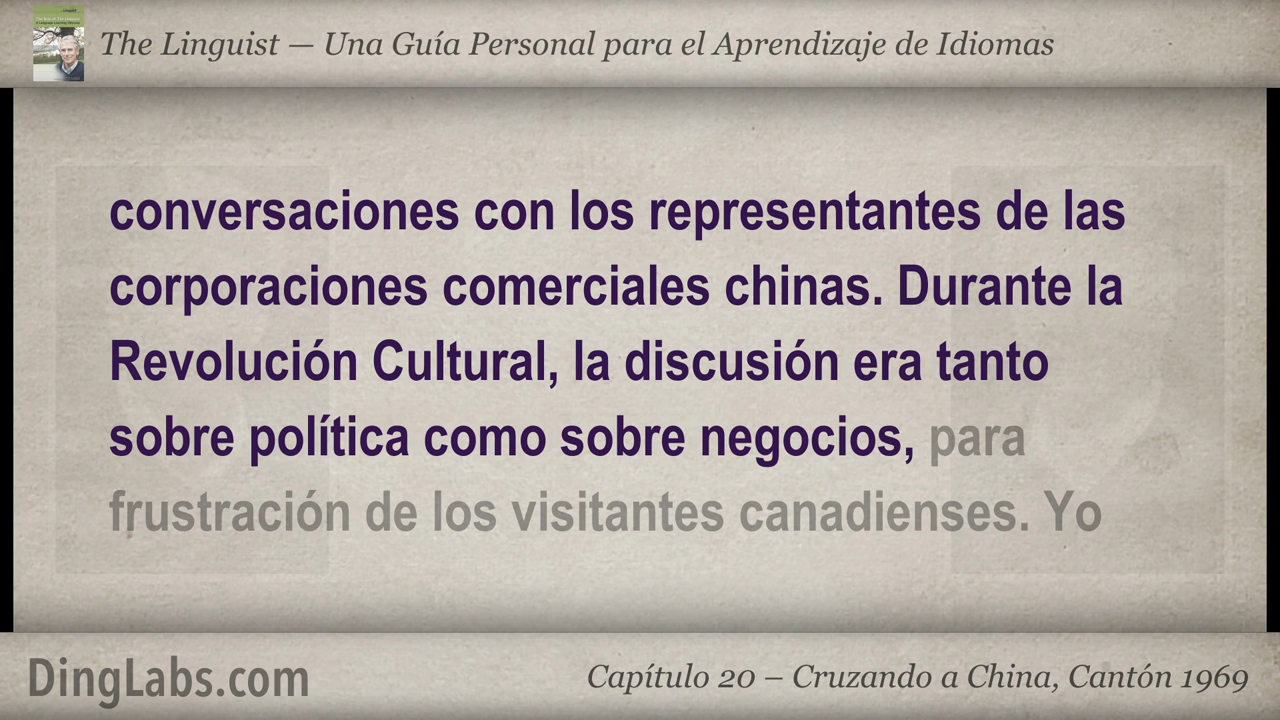 The Linguist — Una Guía Personal para el Aprendizaje de Idiomas
conversaciones con los representantes de las
corporaciones comerciales chinas. Durante la
Revolución Cultural, la discusión era tanto
sobre política como sobre negocios, para
frustración de los visitantes canadienses. Yo
DingLabs.com
Capítulo 20 – Cruzando a China, Cantón 1969